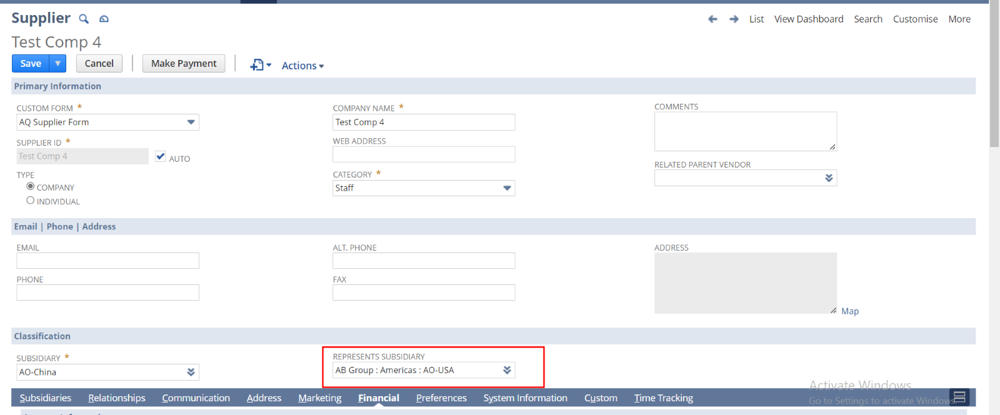 Supplier
List View Dashboard Search Customise More
Test Comp 4
Save Cancel Make Payment Actions
Primary Information
CUSTOM FORM *
AQ Supplier Form
SUPPLIER ID *
Test Comp 4
AUTO
TYPE
COMPANY
INDIVIDUAL
COMPANY NAME *
Test Comp 4
WEB ADDRESS
CATEGORY *
Staff
COMMENTS
RELATED PARENT VENDOR
Email | Phone | Address
EMAIL
PHONE
ALT. PHONE
FAX
ADDRESS
Map
Classification
SUBSIDIARY *
AO-China
REPRESENTS SUBSIDIARY
AB Group : Americas : AO-USA
Activate Windows
Go to Settings to activate Windows.
Subsidiaries Relationships Communication Address Marketing Financial Preferences System Information Custom Time Tracking